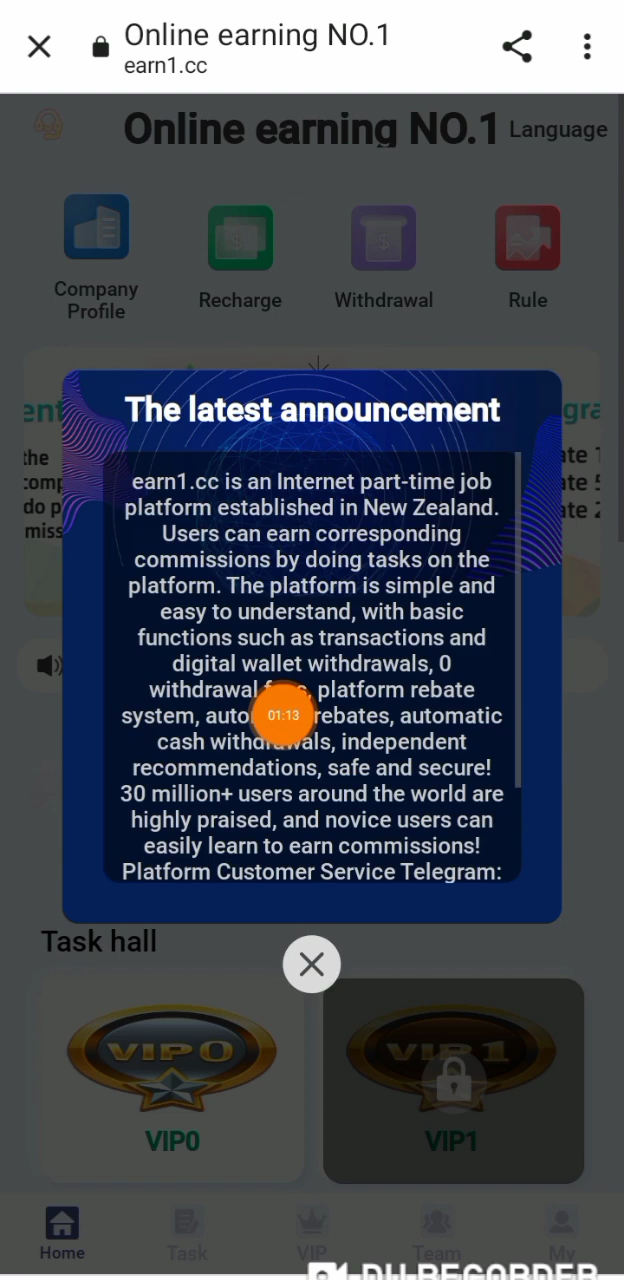 Online earning NO.1
earn1.cc
Online earning NO.1 Language
Company
Profile
Recharge
Withdrawal
Rule
The latest announcement
earn1.cc is an Internet part-time job
platform established in New Zealand.
Users can earn corresponding
commissions by doing tasks on the
platform. The platform is simple and
easy to understand, with basic
functions such as transactions and
digital wallet withdrawals, 0
withdrawal platform rebate
system, rebates, automatic
cash withdrawals, independent
recommendations, safe and secure!
30 million+ users around the world are
highly praised, and novice users can
easily learn to earn commissions!
Platform Customer Service Telegram:
01:13
the
Task hall
VIP0
VIP0
VIP1
VIP1
Home
Task
VIP
Team
My
DU RECORDER